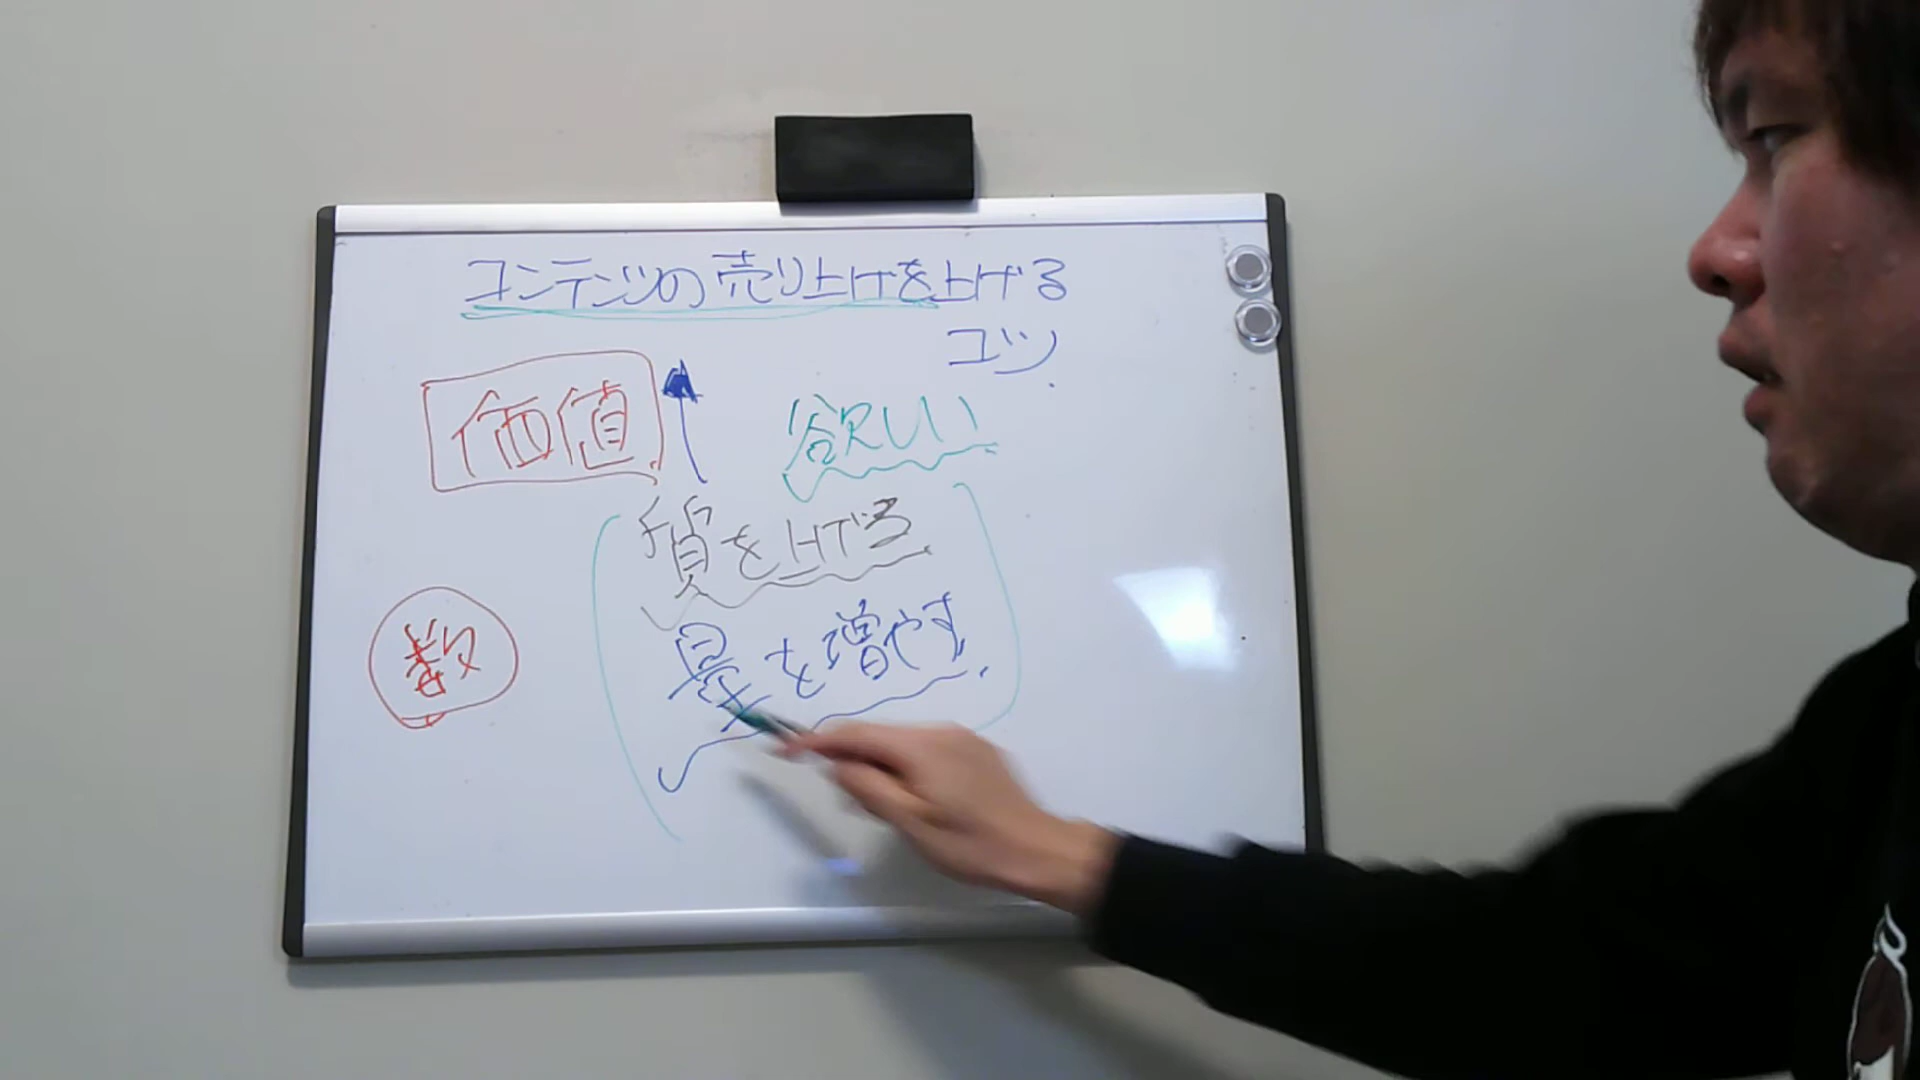 コンテンツの売り上げを上げる
コツ
価値
欲しい
質を上げる
数
量を増やす